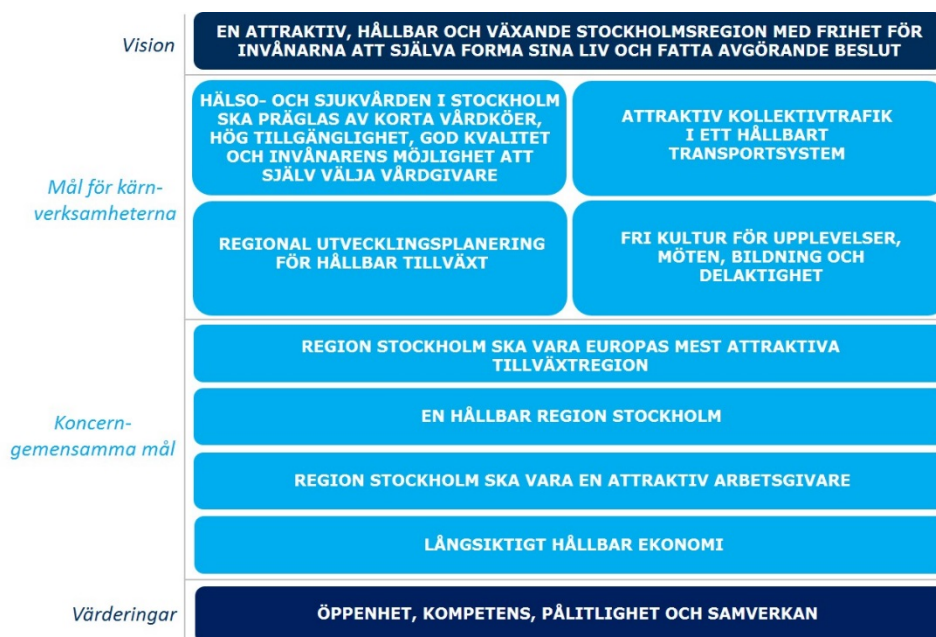 Vision
EN ATTRAKTIV, HÅLLBAR OCH VÄXANDE STOCKHOLMSREGION MED FRIHET FÖR
INVÅNARNA ATT SJÄLVA FORMA SINA LIV OCH FATTA AVGÖRANDE BESLUT
Mål för kärn-
verksamheterna
HÄLSO- OCH SJUKVÅRDEN I STOCKHOLM
SKA PRÄGLAS AV KORTA VÅRDKÖER,
HÖG TILLGÄNGLIGHET, GOD KVALITET
OCH INVÅNARENS MÖJLIGHET ATT
SJÄLV VÄLJA VÅRDGIVARE
ATTRAKTIV KOLLEKTIVTRAFIK
I ETT HÅLLBART
TRANSPORTSYSTEM
REGIONAL UTVECKLINGSPLANERING
FÖR HÅLLBAR TILLVÄXT
FRI KULTUR FÖR UPPLEVELSER,
MÖTEN, BILDNING OCH
DELAKTIGHET
Koncern-
gemensamma mål
REGION STOCKHOLM SKA VARA EUROPAS MEST ATTRAKTIVA
TILLVÄXTREGION
EN HÅLLBAR REGION STOCKHOLM
REGION STOCKHOLM SKA VARA EN ATTRAKTIV ARBETSGIVARE
LÅNGSIKTIGT HÅLLBAR EKONOMI
Värderingar
ÖPPENHET, KOMPETENS, PÅLITLIGHET OCH SAMVERKAN